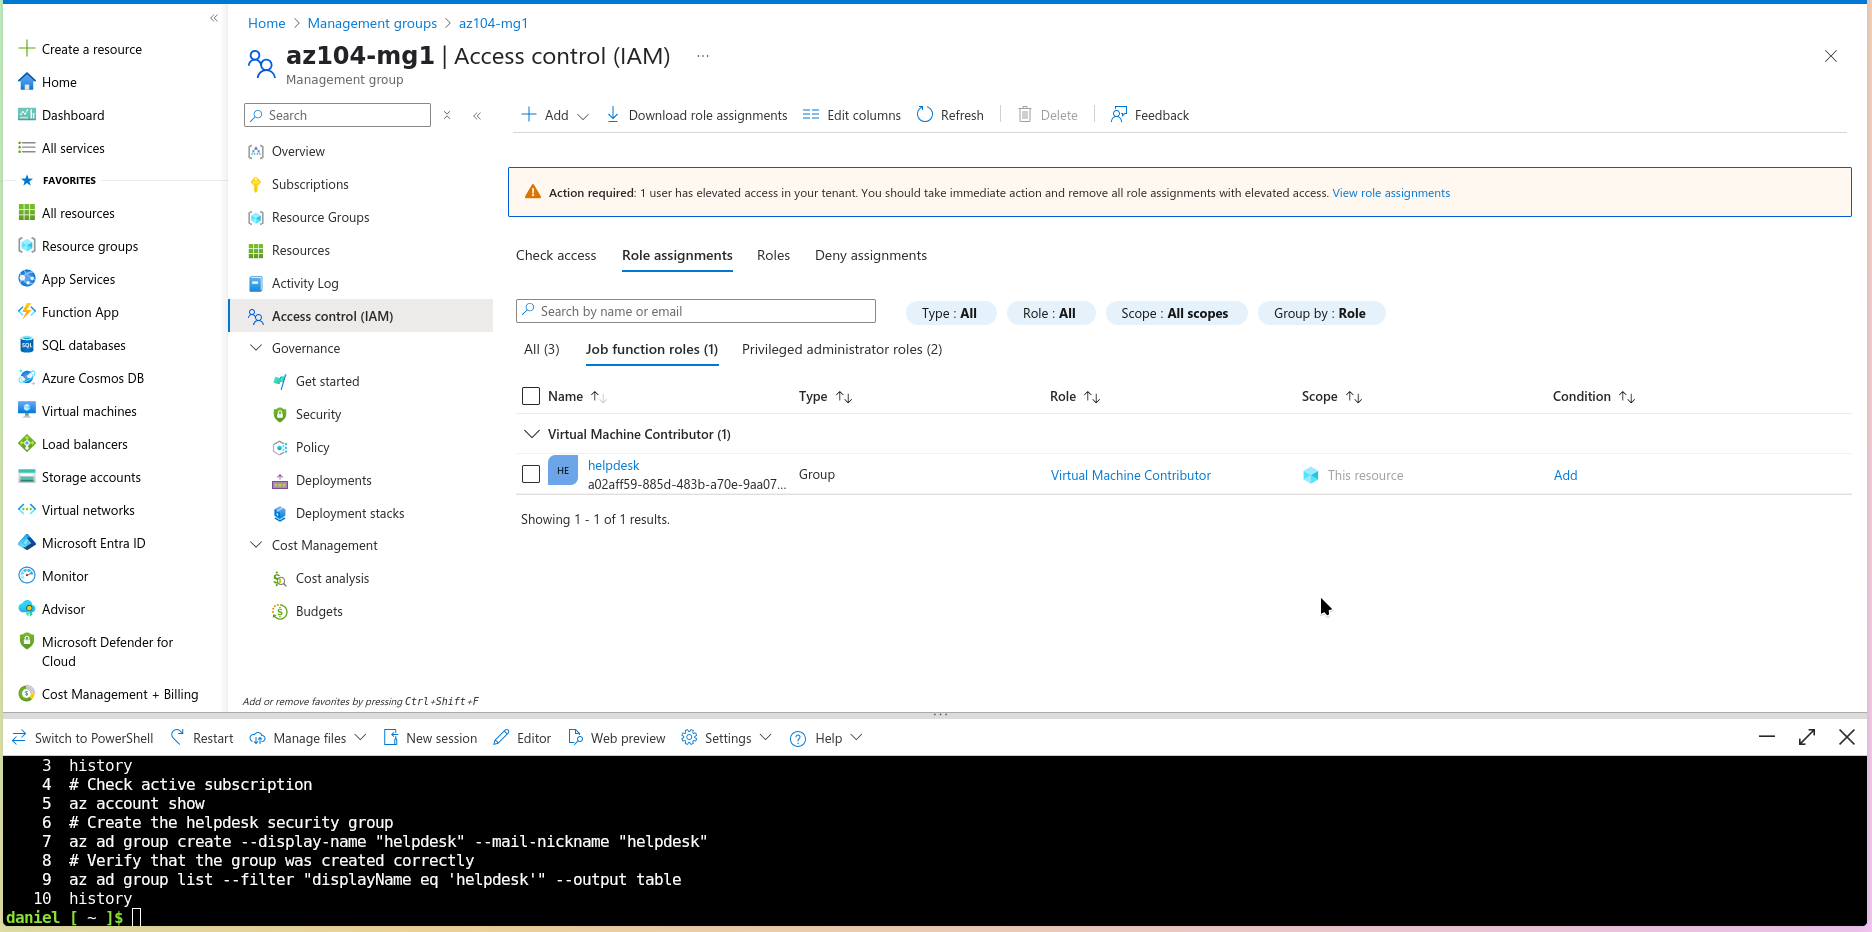 Home > Management groups > az104-mg1
az104-mg1 | Access control (IAM) ...
Management group
«
Create a resource
Home
Dashboard
All services
FAVORITES
All resources
Resource groups
App Services
Function App
SQL databases
Azure Cosmos DB
Virtual machines
Load balancers
Storage accounts
Virtual networks
Microsoft Entra ID
Monitor
Advisor
Microsoft Defender for
Cloud
Cost Management + Billing
Search
Overview
Subscriptions
Resource Groups
Resources
Activity Log
Access control (IAM)
Governance
Get started
Security
Policy
Deployments
Deployment stacks
Cost Management
Cost analysis
Budgets
Add or remove favorites by pressing Ctrl+Shift+F
Add Download role assignments Edit columns Refresh Delete Feedback
Action required: 1 user has elevated access in your tenant. You should take immediate action and remove all role assignments with elevated access. View role assignments
Check access Role assignments Roles Deny assignments
Search by name or email Type : All Role : All Scope : All scopes Group by : Role
All (3) Job function roles (1) Privileged administrator roles (2)
Name Type Role Scope Condition
Virtual Machine Contributor (1)
HE helpdesk
a02aff59-885d-483b-a70e-9aa07... Group Virtual Machine Contributor This resource Add
Showing 1 - 1 of 1 results.
Switch to PowerShell Restart Manage files New session Editor Web preview Settings Help
3 history
4 # Check active subscription
5 az account show
6 # Create the helpdesk security group
7 az ad group create --display-name "helpdesk" --mail-nickname "helpdesk"
8 # Verify that the group was created correctly
9 az ad group list --filter "displayName eq 'helpdesk'" --output table
10 history
daniel [ ~ ]$